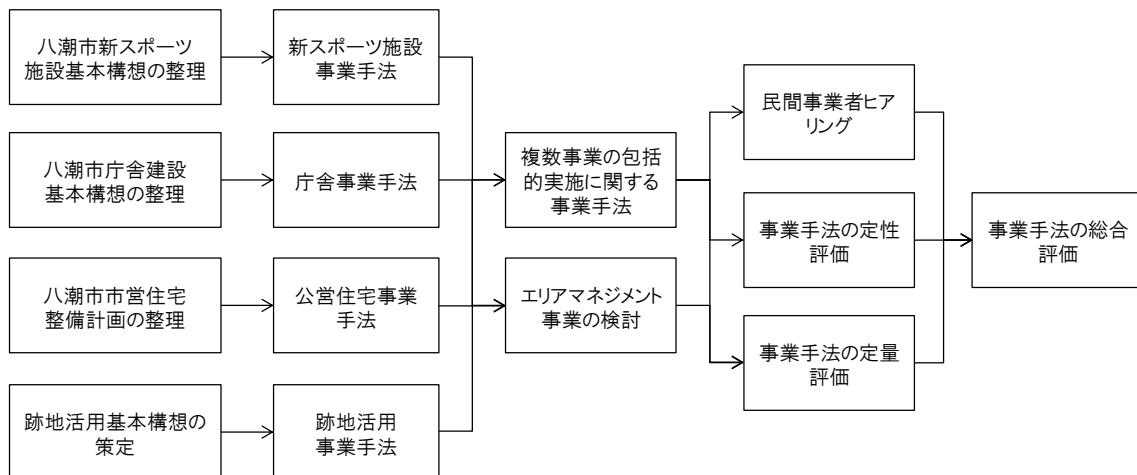 八潮市新スポーツ
施設基本構想の整理
新スポーツ施設
事業手法
八潮市庁舎建設
基本構想の整理
庁舎事業手法
八潮市市営住宅
整備計画の整理
公営住宅事業
手法
跡地活用基本構想の
策定
跡地活用
事業手法
複数事業の包括
的実施に関する
事業手法
エリアマネジメント
事業の検討
民間事業者ヒア
リング
事業手法の定性
評価
事業手法の定量
評価
事業手法の総合
評価